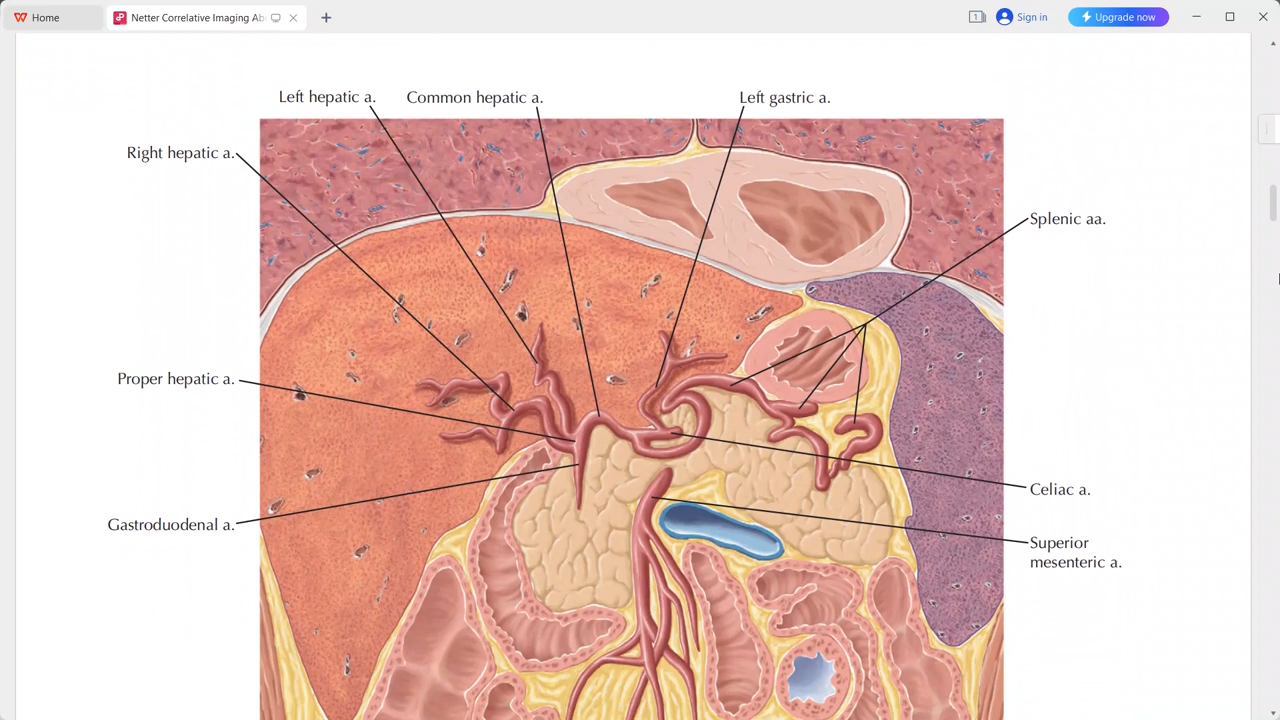 Home
Netter Correlative Imaging Ab
1
Sign in
Upgrade now
Left hepatic a.
Common hepatic a.
Left gastric a.
Right hepatic a.
Splenic aa.
Proper hepatic a.
Celiac a.
Gastroduodenal a.
Superior
mesenteric a.